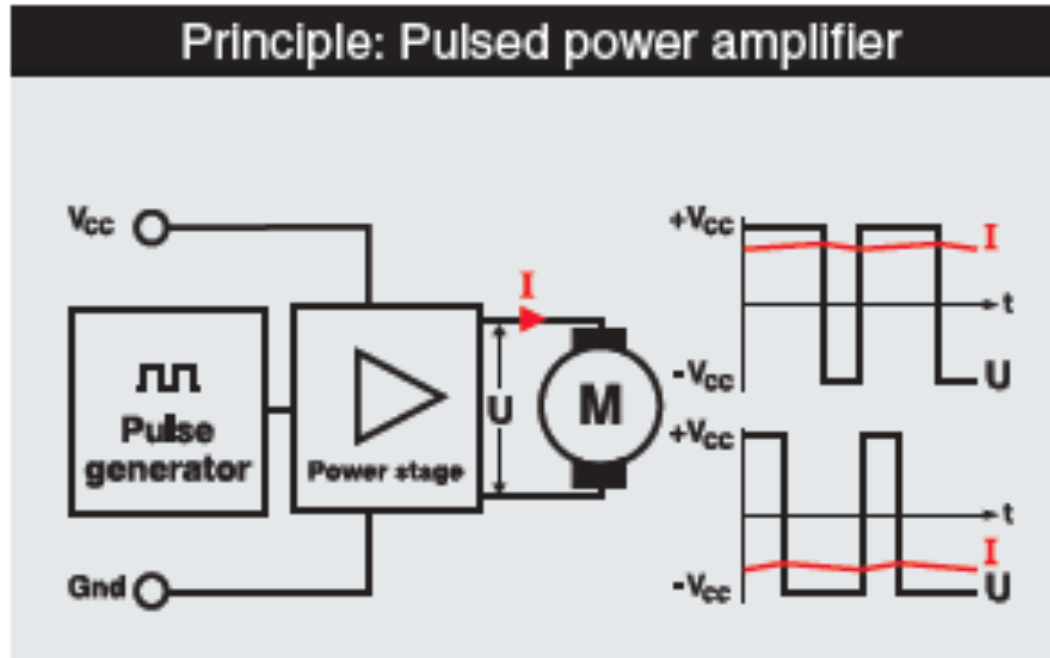 Principle: Pulsed power amplifier
Vcc
I
Pulse
generator
Power stage
U
M
Gnd
+Vcc
I
t
-Vcc
U
+Vcc
t
I
-Vcc
U